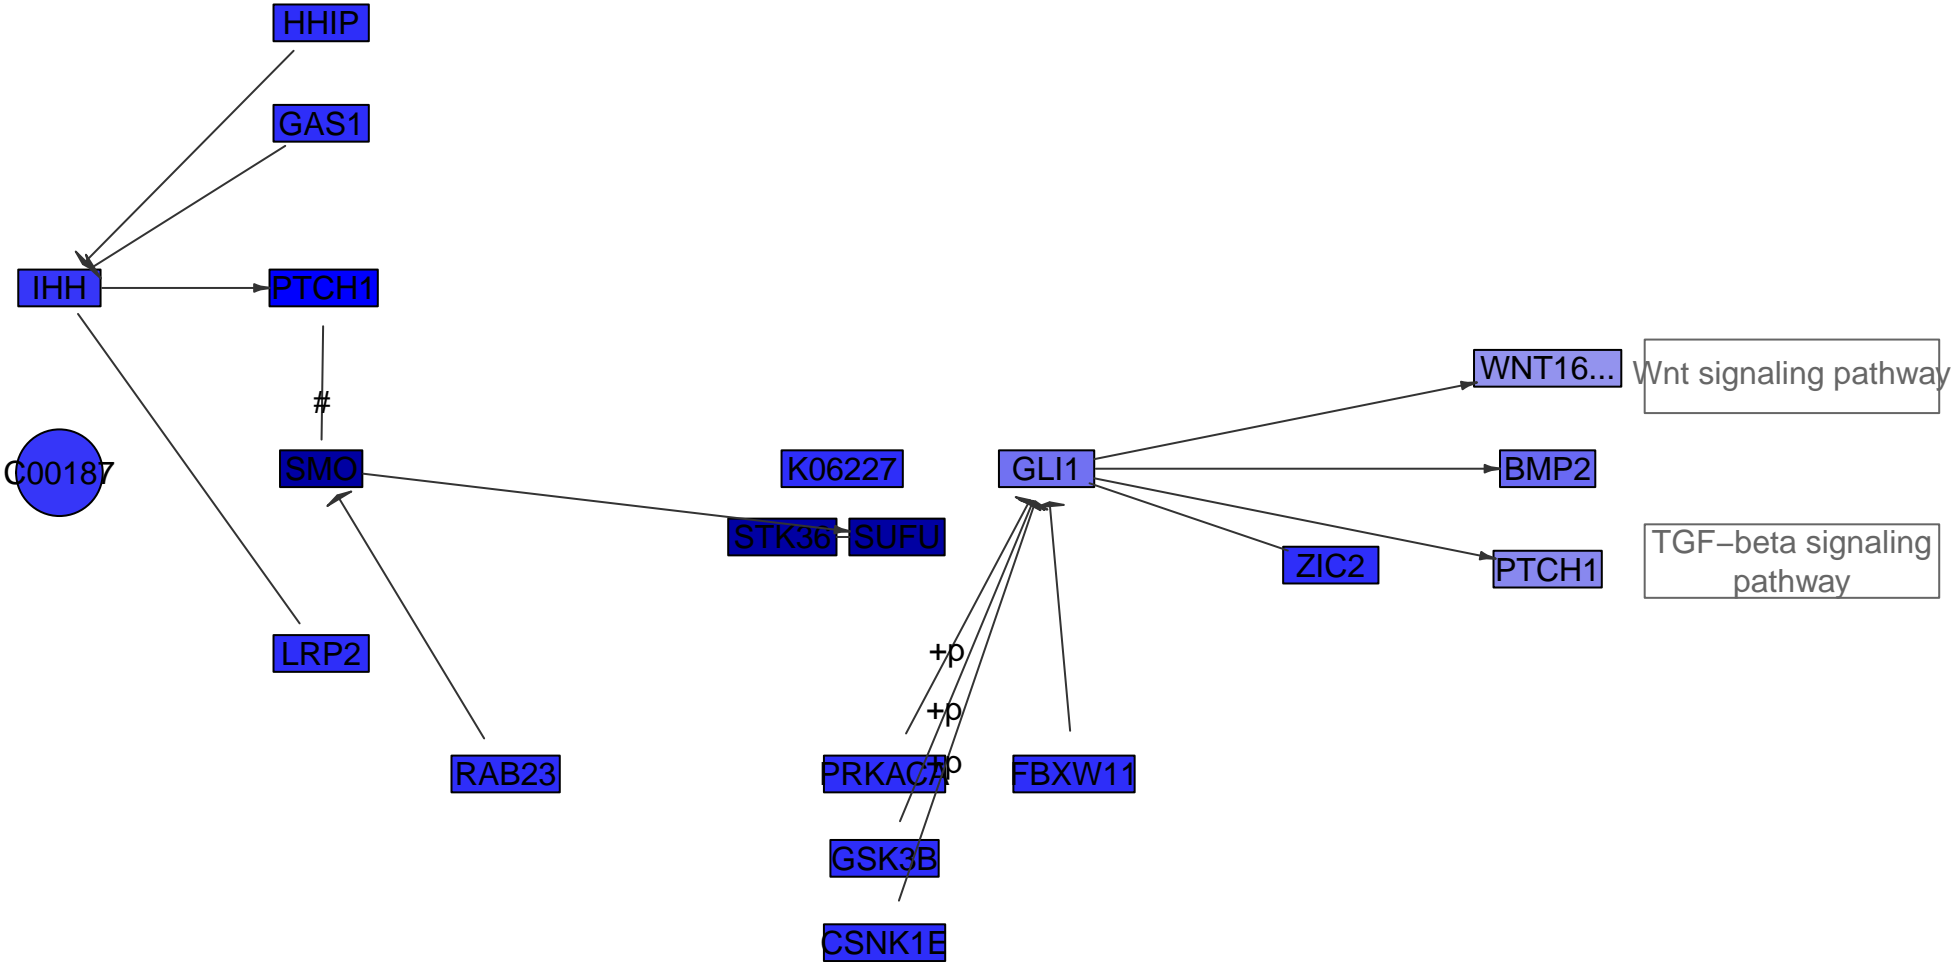 HHIP
GAS1
IHH
PTCH1
WNT16...
Wnt signaling pathway
#
C00187
SMO
K06227
GLI1
BMP2
STK36
SUFU
ZIC2
PTCH1
TGF−beta signaling
pathway
LRP2
+p
+p
+p
RAB23
PRKACA
FBXW11
GSK3B
CSNK1E